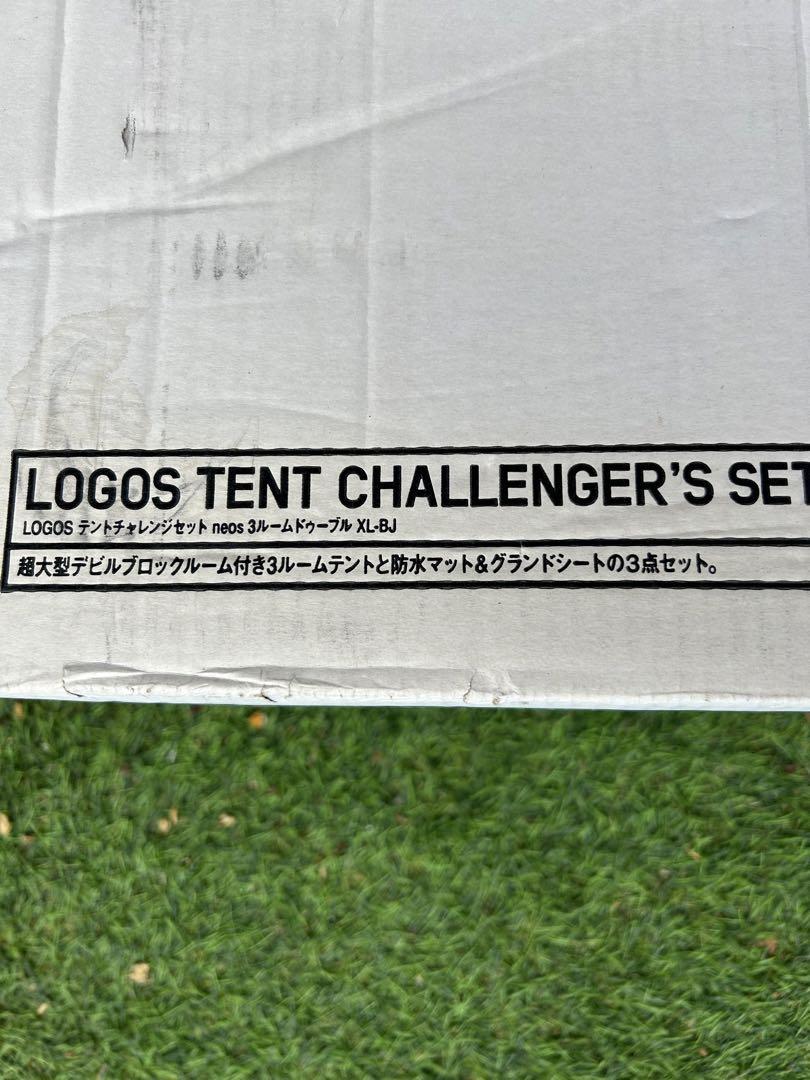 LOGOS TENT CHALLENGER'S SET
LOGOS テントチャレンジセット neos 3ルームドゥーブル XL-BJ
超大型デビルブロックルーム付き3ルームテントと防水マット&グランドシートの3点セット。